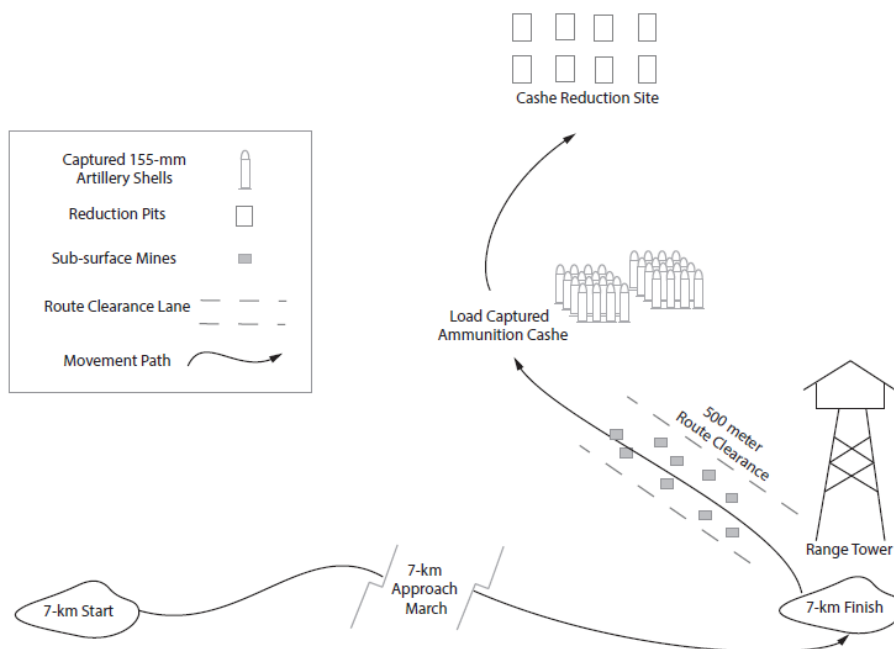 Cashe Reduction Site
Captured 155-mm
Artillery Shells
Reduction Pits
Sub-surface Mines
Route Clearance Lane
Movement Path
Load Captured
Ammunition Cashe
500 meter
Route Clearance
Range Tower
7-km Start
7-km
Approach
March
7-km Finish